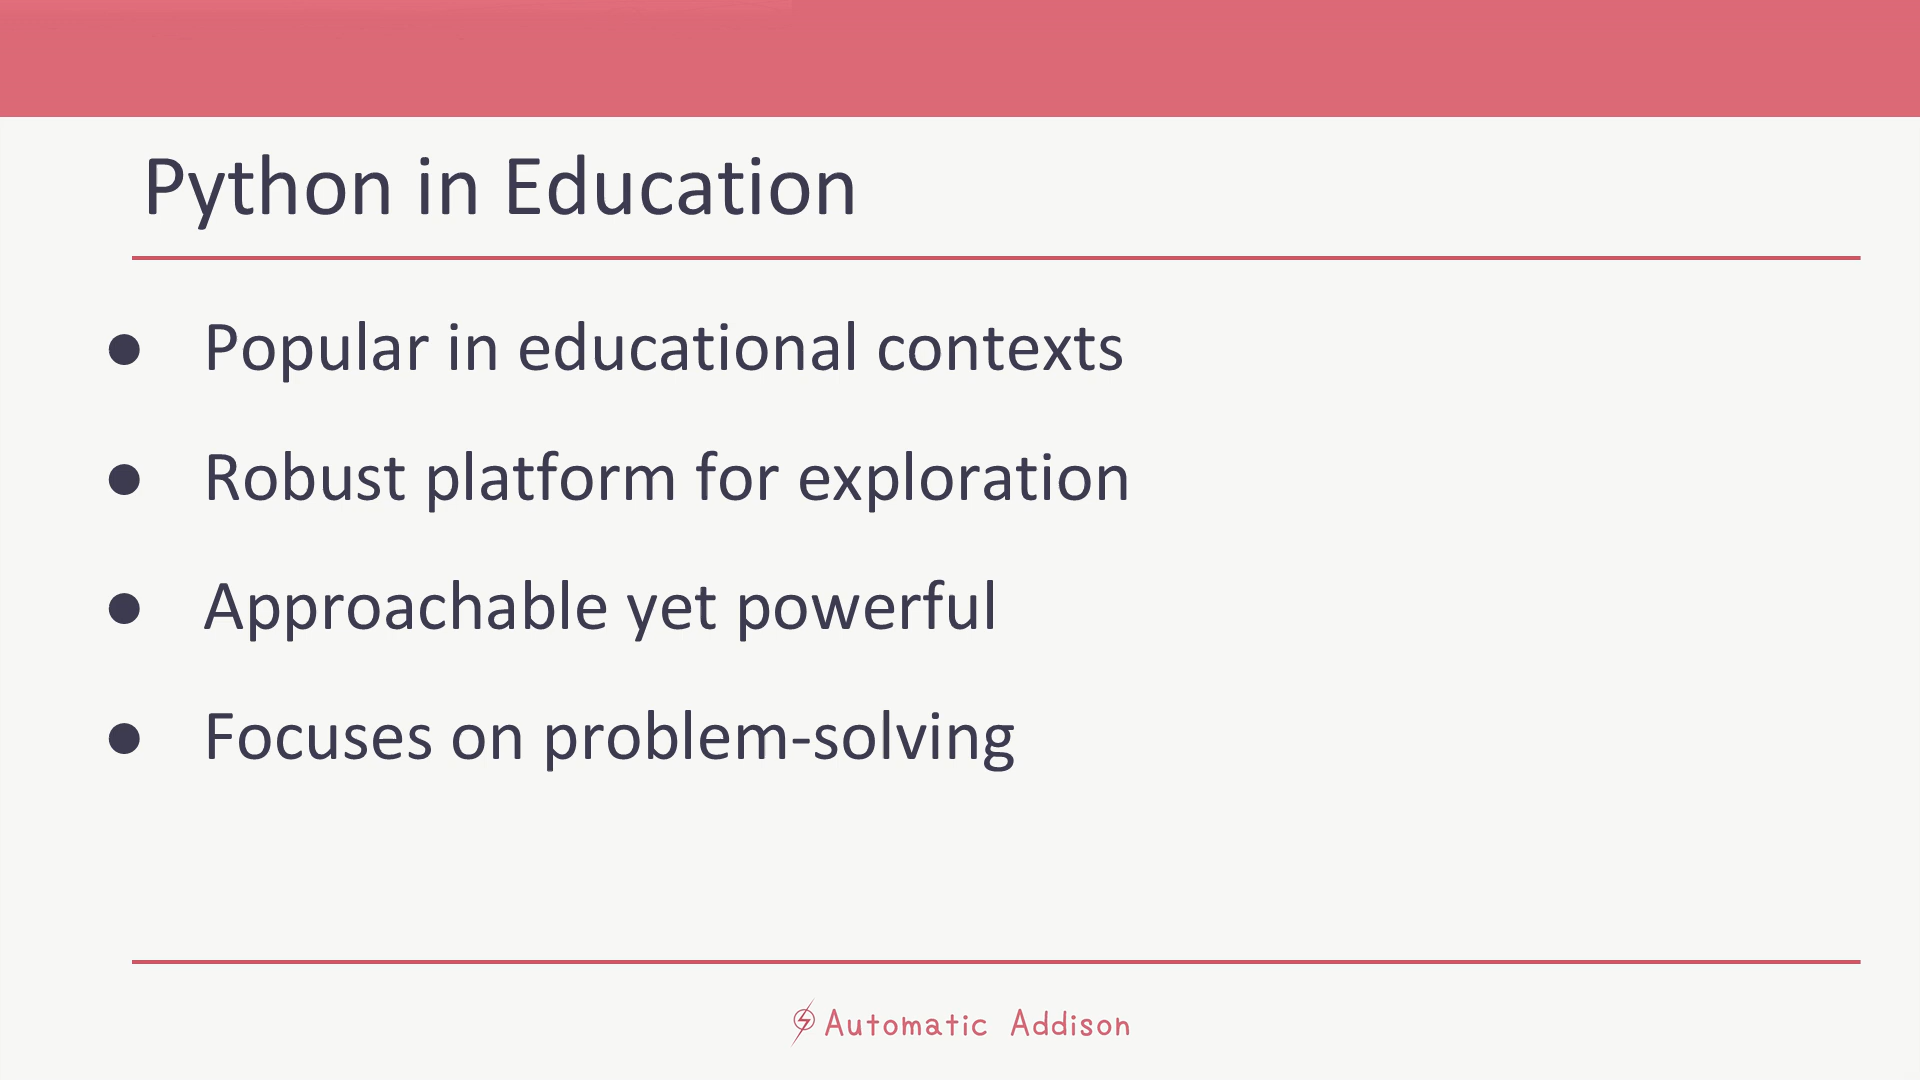 Python in Education
● Popular in educational contexts
● Robust platform for exploration
● Approachable yet powerful
● Focuses on problem-solving
Automatic Addison